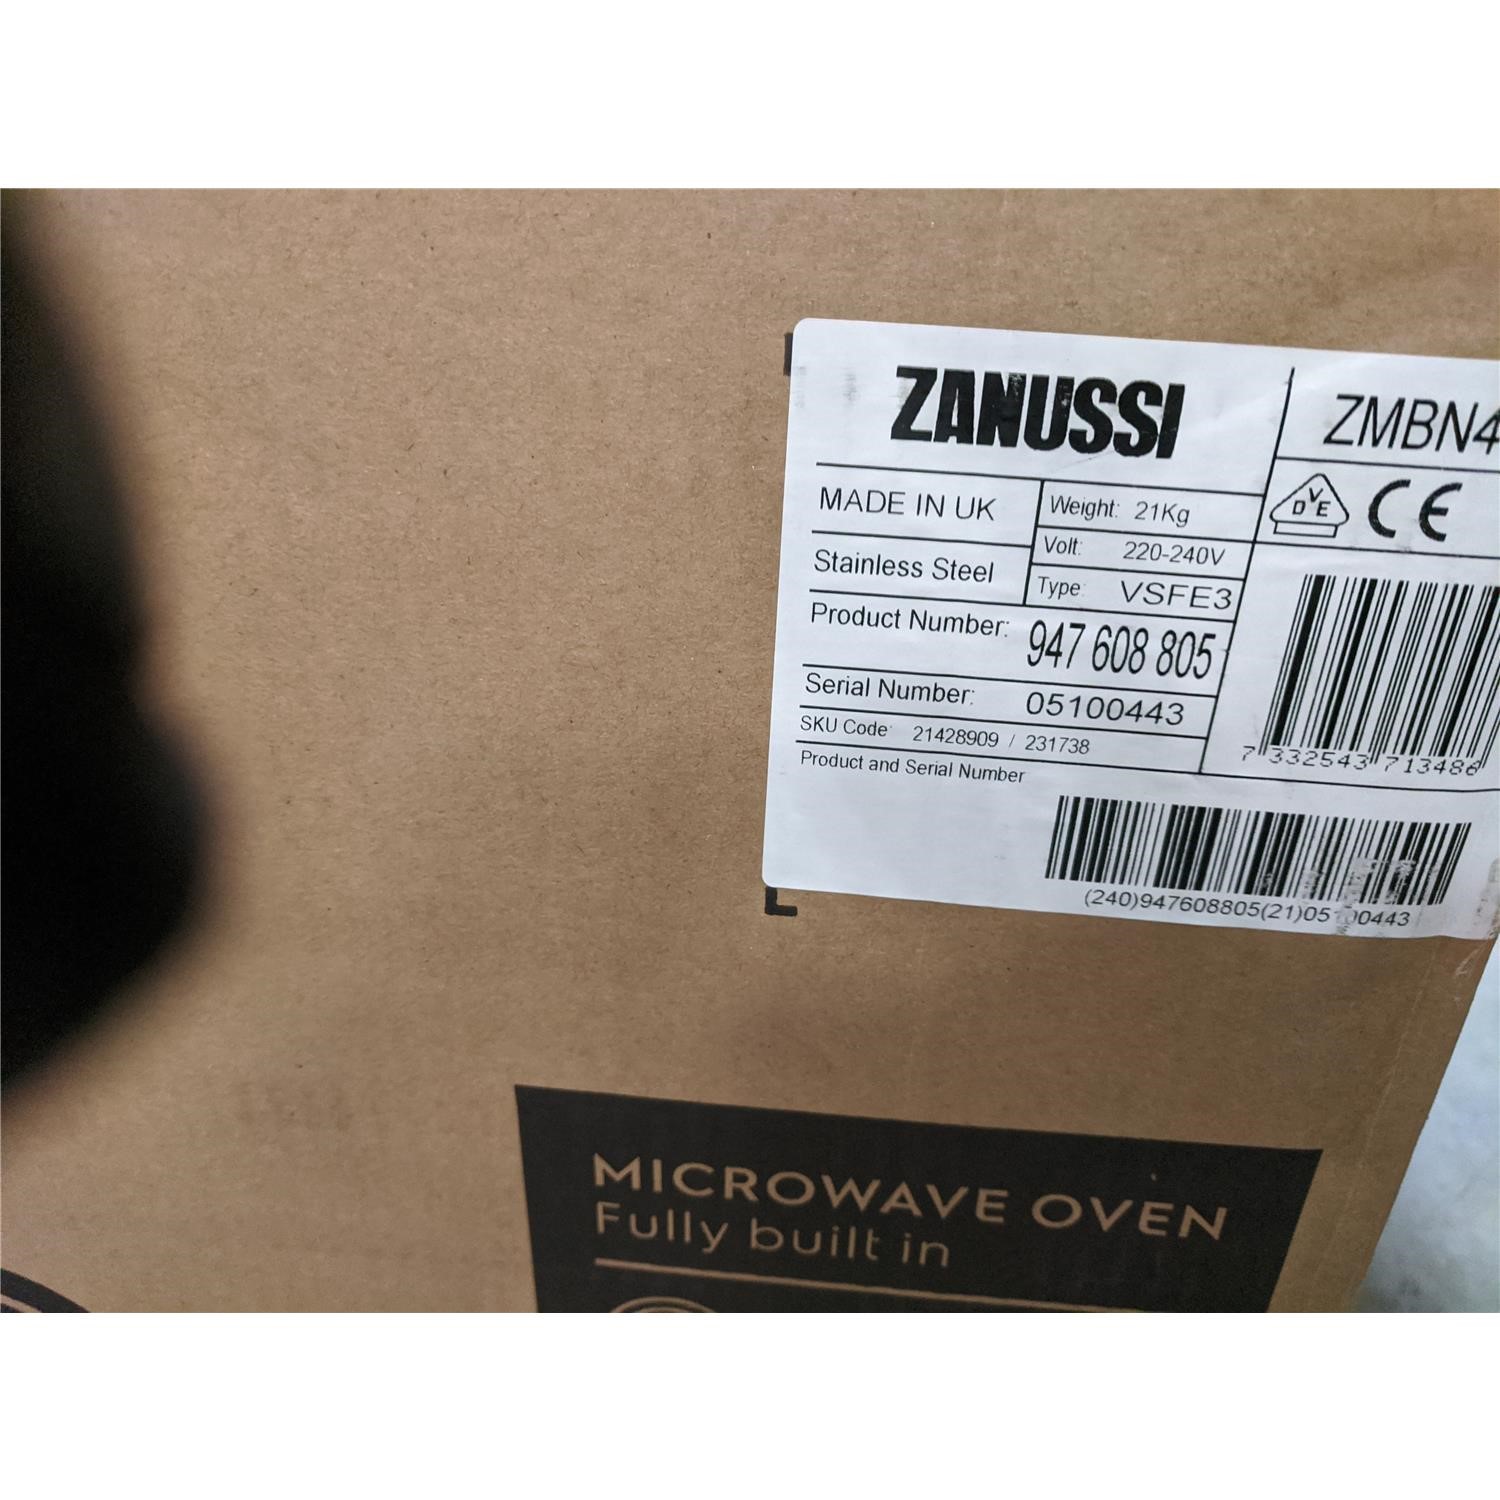 ZANUSSI
ZMBN4
MADE IN UK
Weight: 21Kg
Volt: 220-240V
Type: VSFE3
Stainless Steel
DVE CE
Product Number: 947 608 805
Serial Number: 05100443
SKU Code: 21428909 / 231738
Product and Serial Number
7 332543 713486
(240)947608805(21)05100443
MICROWAVE OVEN
Fully built in